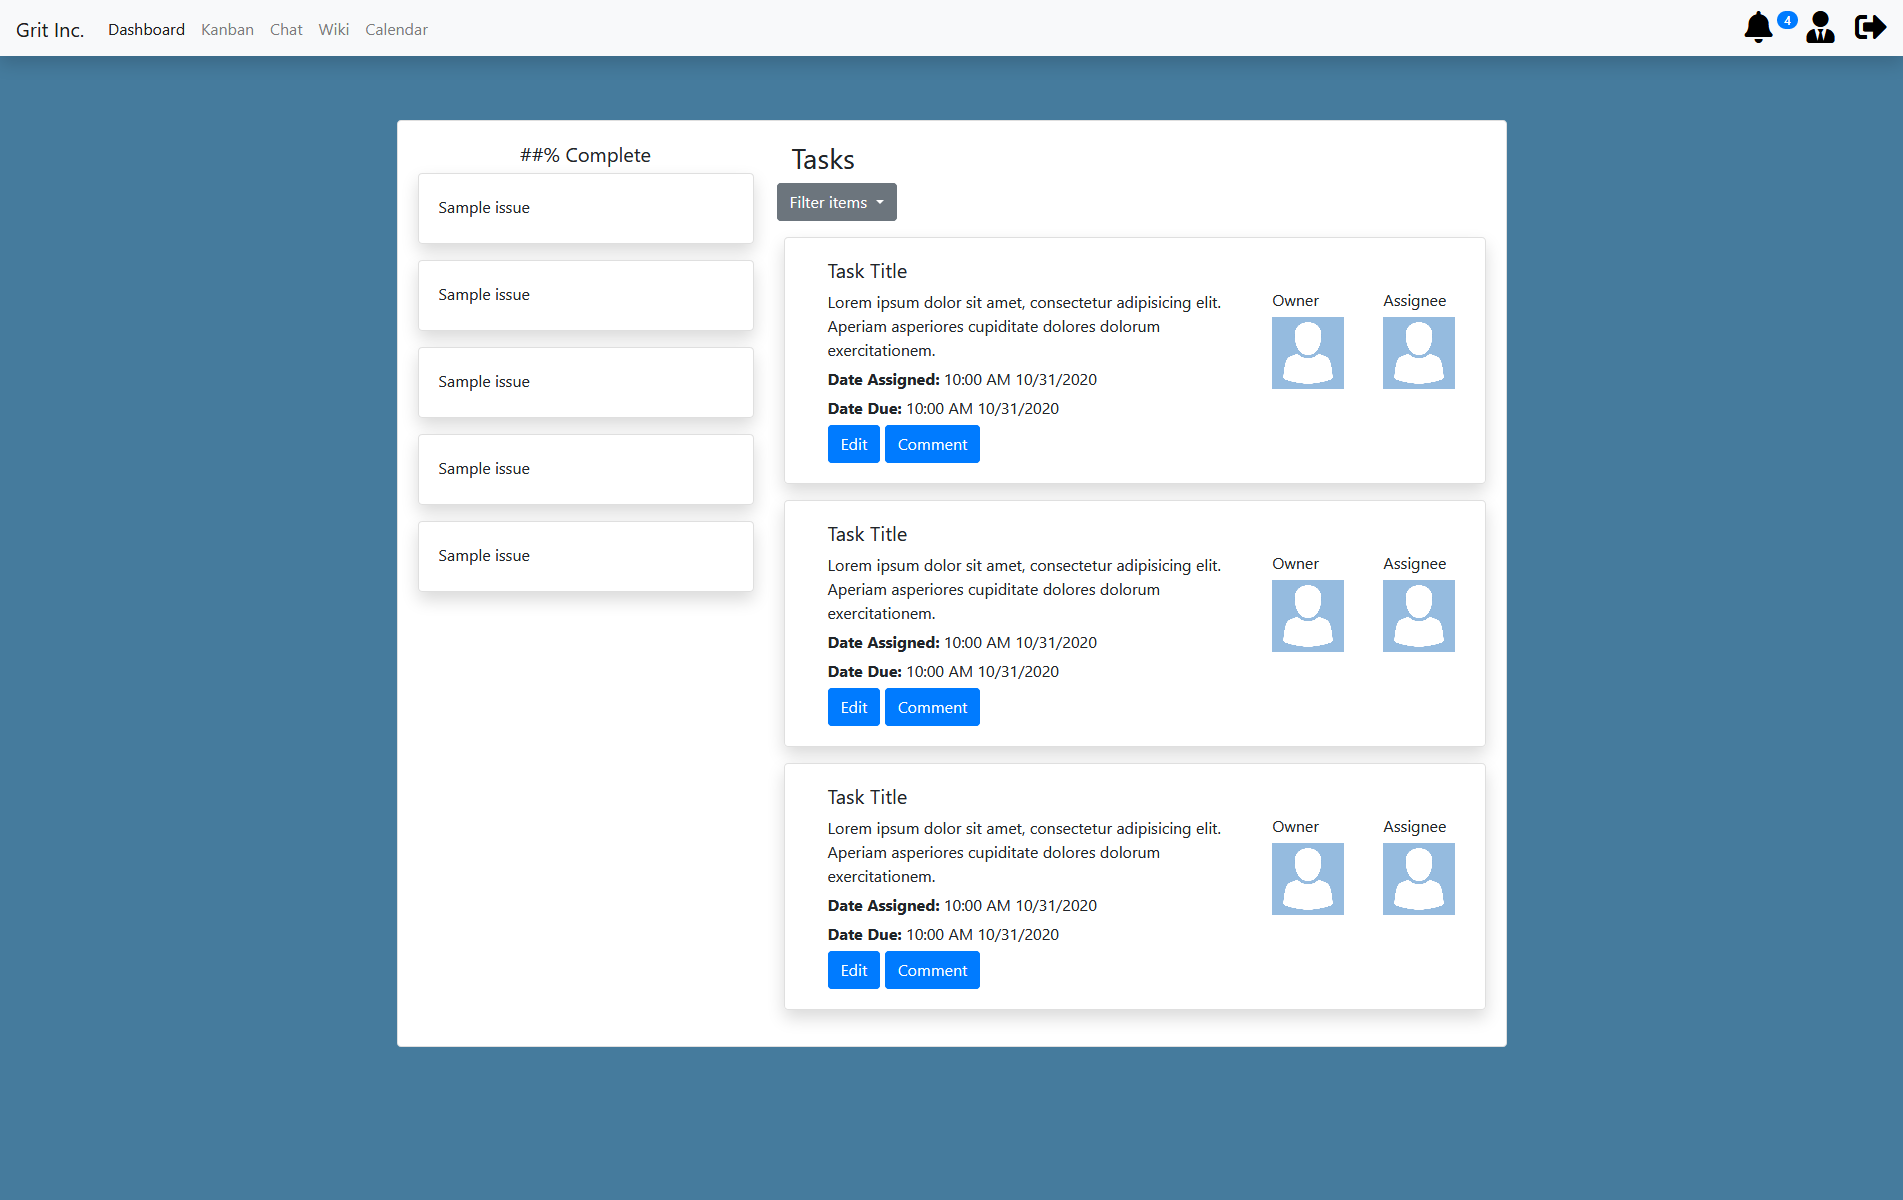 Grit Inc. Dashboard Kanban Chat Wiki Calendar 4
##% Complete
Sample issue
Sample issue
Sample issue
Sample issue
Sample issue
Tasks
Filter items
Task Title
Lorem ipsum dolor sit amet, consectetur adipisicing elit.
Aperiam asperiores cupiditate dolores dolorum
exercitationem.
Date Assigned: 10:00 AM 10/31/2020
Date Due: 10:00 AM 10/31/2020
Edit Comment
Owner Assignee
Task Title
Lorem ipsum dolor sit amet, consectetur adipisicing elit.
Aperiam asperiores cupiditate dolores dolorum
exercitationem.
Date Assigned: 10:00 AM 10/31/2020
Date Due: 10:00 AM 10/31/2020
Edit Comment
Owner Assignee
Task Title
Lorem ipsum dolor sit amet, consectetur adipisicing elit.
Aperiam asperiores cupiditate dolores dolorum
exercitationem.
Date Assigned: 10:00 AM 10/31/2020
Date Due: 10:00 AM 10/31/2020
Edit Comment
Owner Assignee